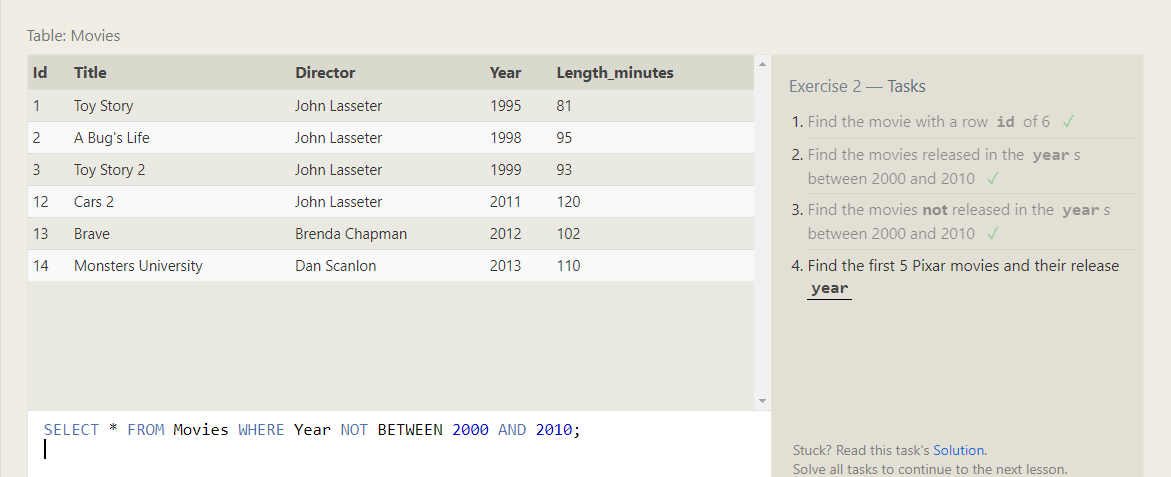 Table: Movies
Id Title Director Year Length_minutes
1 Toy Story John Lasseter 1995 81
2 A Bug's Life John Lasseter 1998 95
3 Toy Story 2 John Lasseter 1999 93
12 Cars 2 John Lasseter 2011 120
13 Brave Brenda Chapman 2012 102
14 Monsters University Dan Scanlon 2013 110
SELECT * FROM Movies WHERE Year NOT BETWEEN 2000 AND 2010;
Exercise 2 — Tasks
1. Find the movie with a row id of 6 ✓
2. Find the movies released in the year s
between 2000 and 2010 ✓
3. Find the movies not released in the year s
between 2000 and 2010 ✓
4. Find the first 5 Pixar movies and their release
year
Stuck? Read this task's Solution.
Solve all tasks to continue to the next lesson.